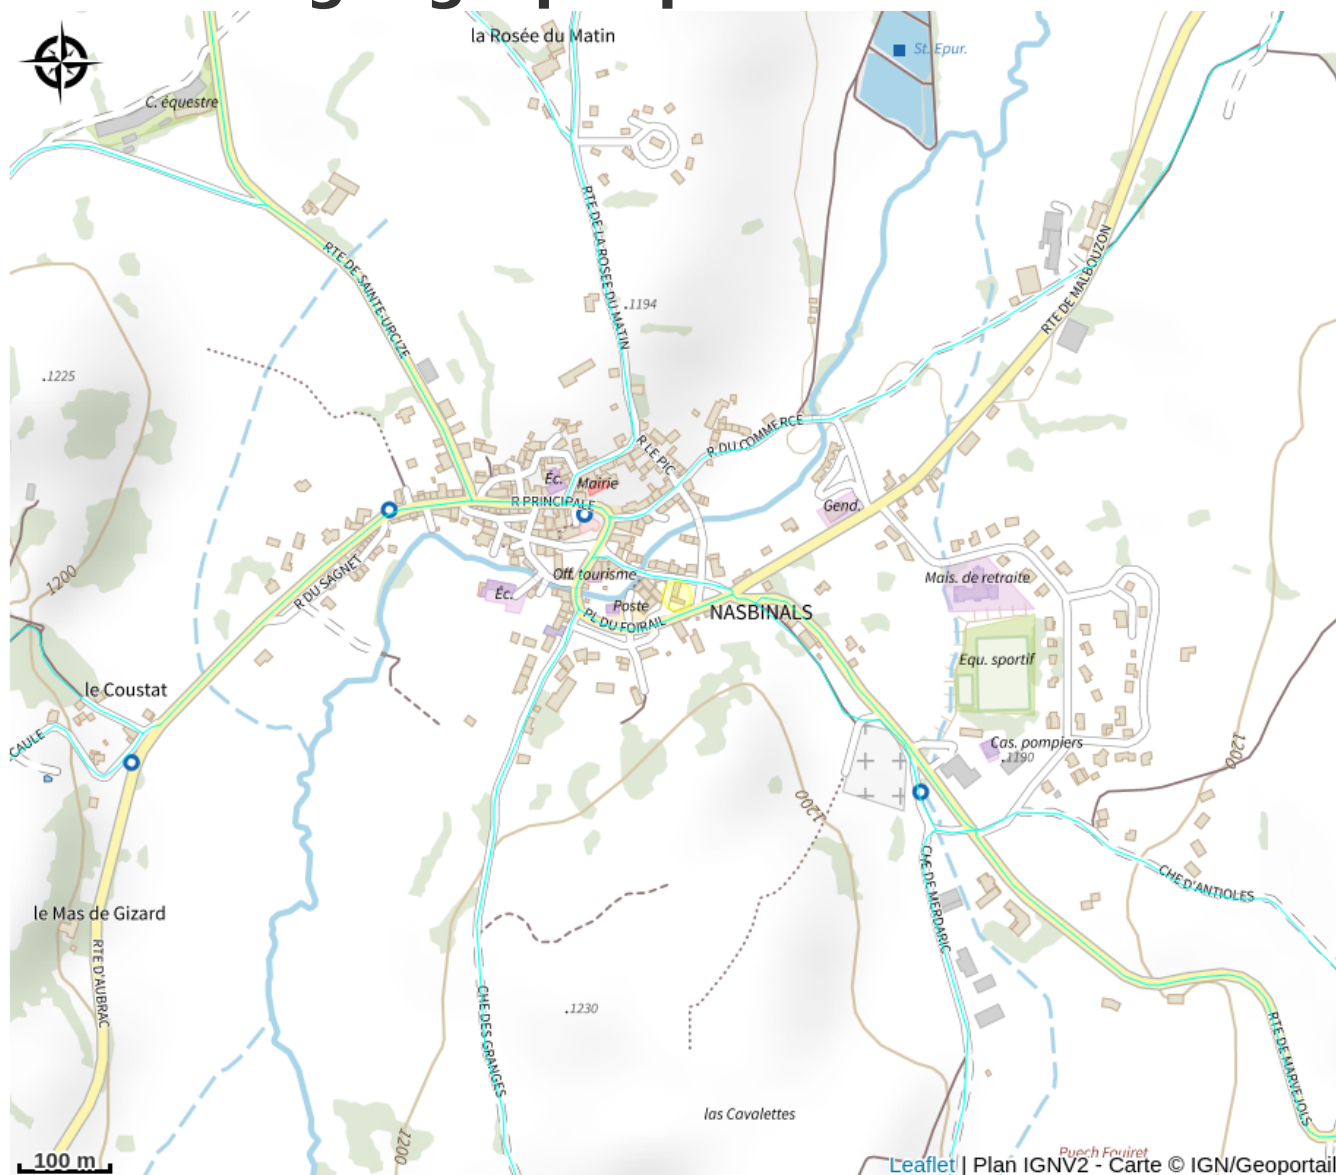 la Rosée du Matin
St. Epur.
C. équestre
RTE DE LA ROSEE DU MATIN
RTE DE SAINTE-URCIZE
RTE DE MALBOUZON
.1194
.1225
R DU COMMERCE
R LE PIC
Éc.
Mairie
R PRINCIPALE
Gend.
1200
R DU SAGNET
Off. tourisme
Mais. de retraite
Éc.
Poste
NASBINALS
PL DU FOIRAIL
Equ. sportif
le Coustat
CAULE
Cas. pompiers
.1190
1200
1200
CHE D'ANTIOLES
le Mas de Gizard
CHE DE MERDARIC
RTE D'AUBRAC
.1230
CHE DES GRANGES
RTE DE MARVEJOLS
las Cavalettes
1200
Puech Fouiret
100 m
Leaflet | Plan IGNV2 - Carte © IGN/Geoportail